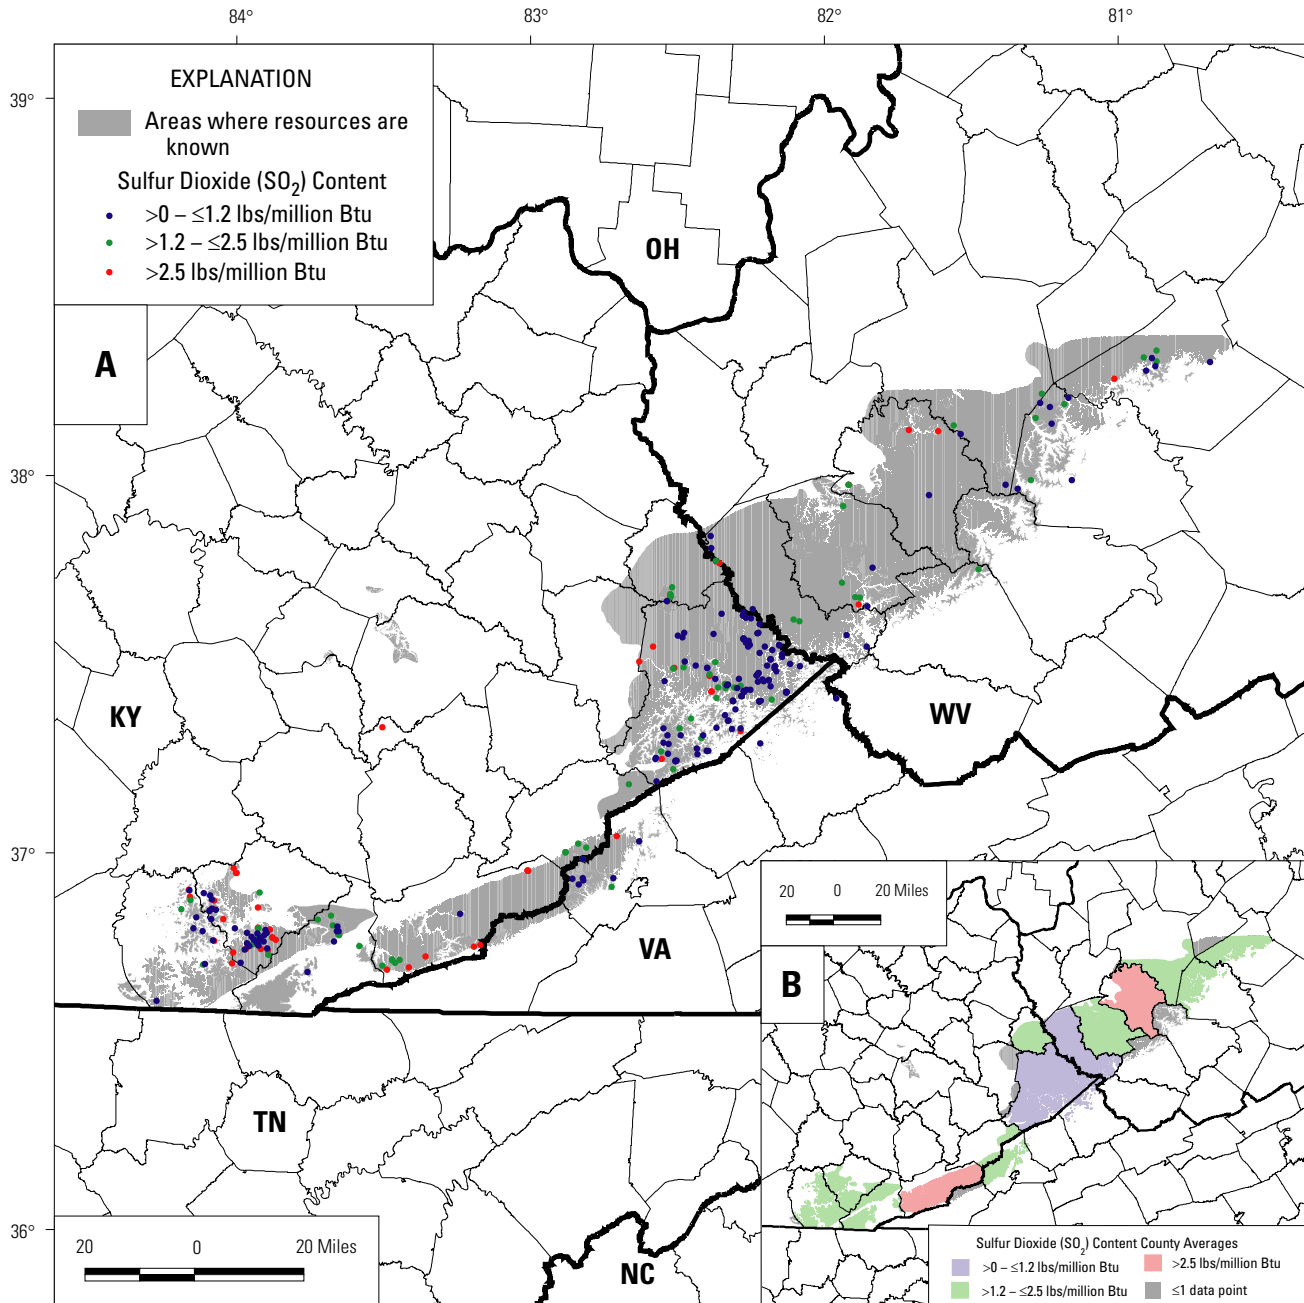 84°
83°
82°
81°
39°
38°
37°
36°
EXPLANATION
Areas where resources are
known
Sulfur Dioxide (SO2) Content
>0 – ≤1.2 lbs/million Btu
>1.2 – ≤2.5 lbs/million Btu
>2.5 lbs/million Btu
A
OH
KY
WV
VA
TN
NC
20 0 20 Miles
20 0 20 Miles
B
Sulfur Dioxide (SO2) Content County Averages
>0 – ≤1.2 lbs/million Btu
>2.5 lbs/million Btu
>1.2 – ≤2.5 lbs/million Btu
≤1 data point